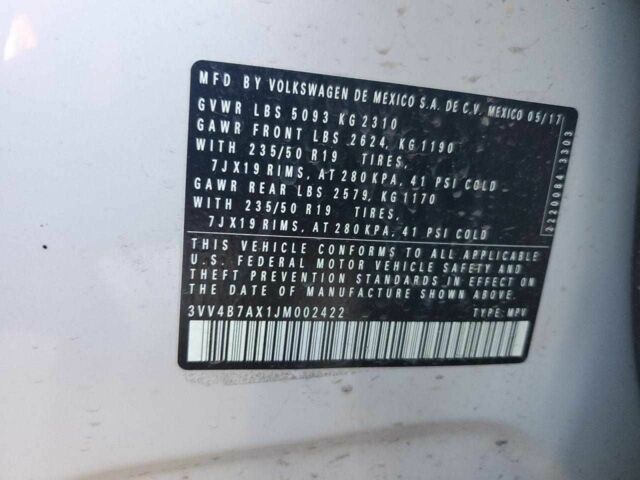 MFD BY VOLKSWAGEN DE MEXICO S.A. DE C.V. MEXICO 05/17
GVWR LBS 5093 KG 2310
GAWR FRONT LBS 2624, KG 1190
WITH 235/50 R19 TIRES,
7JX19 RIMS, AT 280 KPA, 41 PSI COLD
GAWR REAR LBS 2579, KG 1170
WITH 235/50 R19 TIRES,
7JX19 RIMS, AT 280 KPA, 41 PSI COLD
THIS VEHICLE CONFORMS TO ALL APPLICABLE
U.S. FEDERAL MOTOR VEHICLE SAFETY AND
THEFT PREVENTION STANDARDS IN EFFECT ON
THE DATE OF MANUFACTURE SHOWN ABOVE.
3VV4B7AX1JM002422 TYPE: MPV
2220084 3303